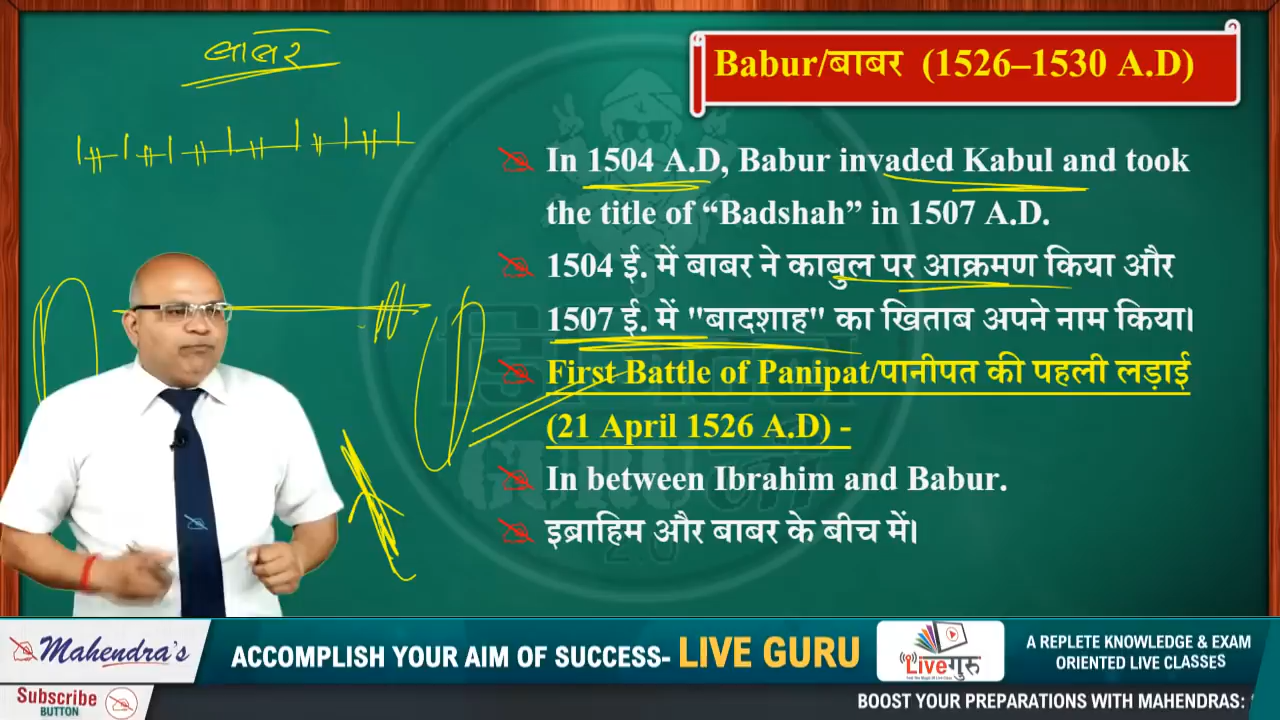 बाबर
Babur/बाबर (1526–1530 A.D)
In 1504 A.D, Babur invaded Kabul and took
the title of “Badshah” in 1507 A.D.
1504 ई. में बाबर ने काबुल पर आक्रमण किया और
1507 ई. में "बादशाह" का खिताब अपने नाम किया।
First Battle of Panipat/पानीपत की पहली लड़ाई
(21 April 1526 A.D) -
In between Ibrahim and Babur.
इब्राहिम और बाबर के बीच में।
2.0
Mahendra's
ACCOMPLISH YOUR AIM OF SUCCESS- LIVE GURU
Liveगुरु
A REPLETE KNOWLEDGE & EXAM
ORIENTED LIVE CLASSES
Subscribe
BUTTON
BOOST YOUR PREPARATIONS WITH MAHENDRAS: